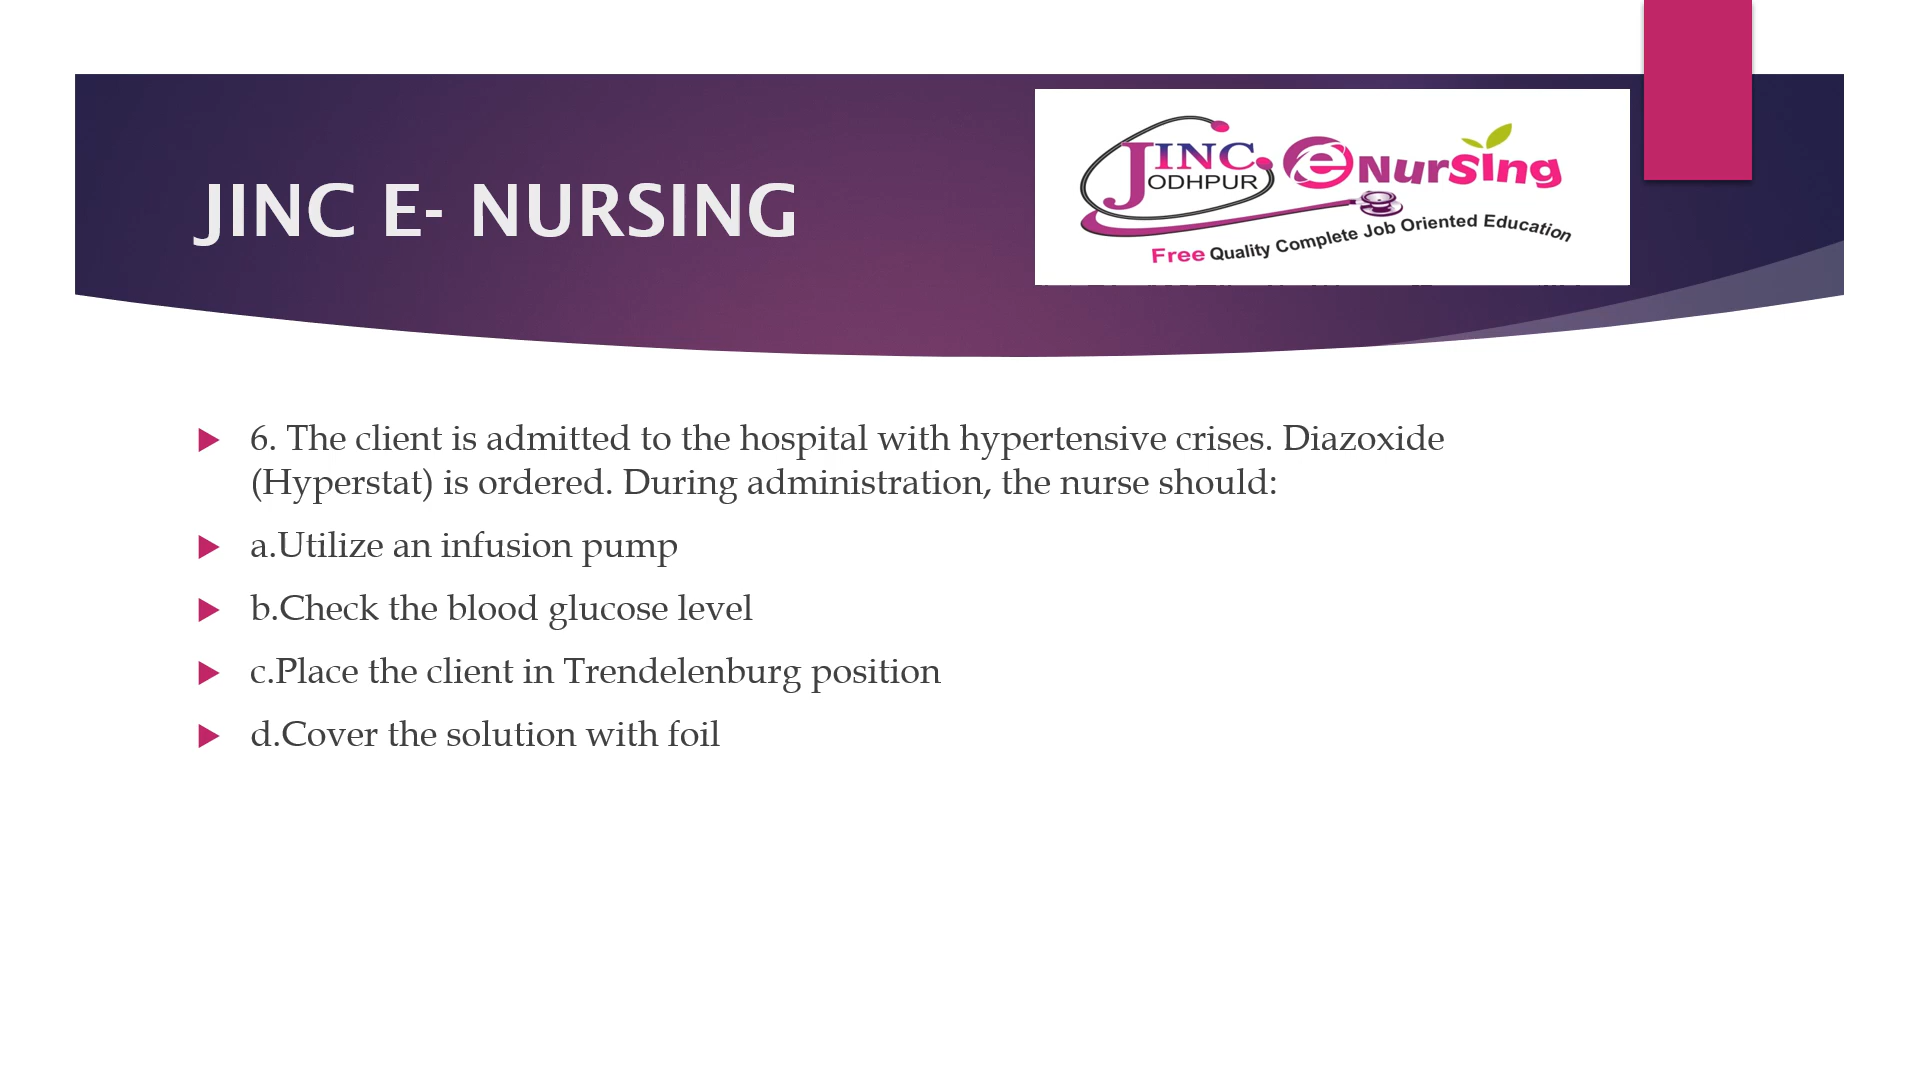 JINC E- NURSING
JINC
ODHPUR
eNursing
Free Quality Complete Job Oriented Education
6. The client is admitted to the hospital with hypertensive crises. Diazoxide
(Hyperstat) is ordered. During administration, the nurse should:
a.Utilize an infusion pump
b.Check the blood glucose level
c.Place the client in Trendelenburg position
d.Cover the solution with foil